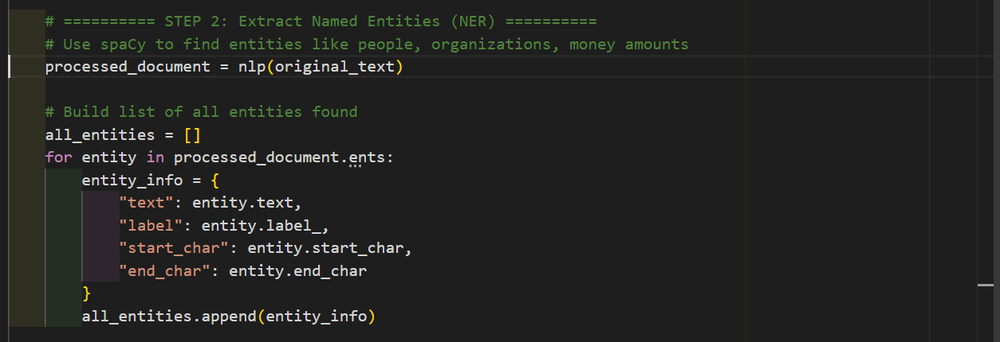 # ========== STEP 2: Extract Named Entities (NER) ==========
# Use spaCy to find entities like people, organizations, money amounts
processed_document = nlp(original_text)
# Build list of all entities found
all_entities = []
for entity in processed_document.ents:
entity_info = {
"text": entity.text,
"label": entity.label_,
"start_char": entity.start_char,
"end_char": entity.end_char
}
all_entities.append(entity_info)